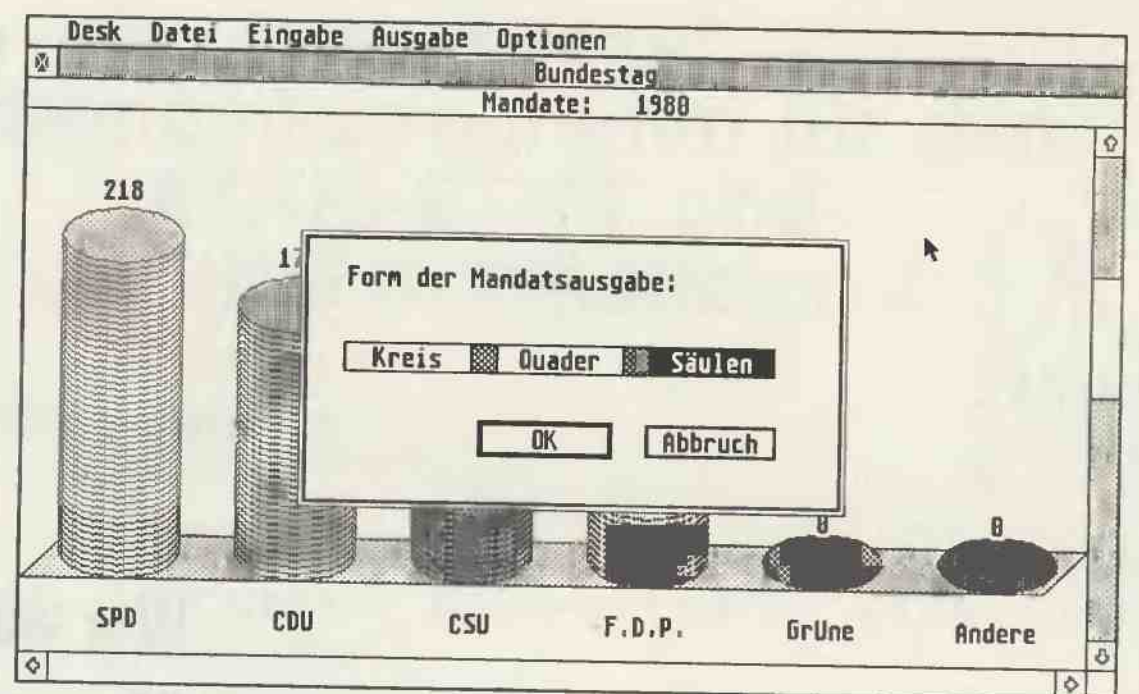 Desk Datei Eingabe Ausgabe Optionen
Bundestag
Mandate: 1980
218
Form der Mandatsausgabe:
Kreis Quader Säulen
OK Abbruch
0 0
SPD CDU CSU F.D.P. GrUne Andere